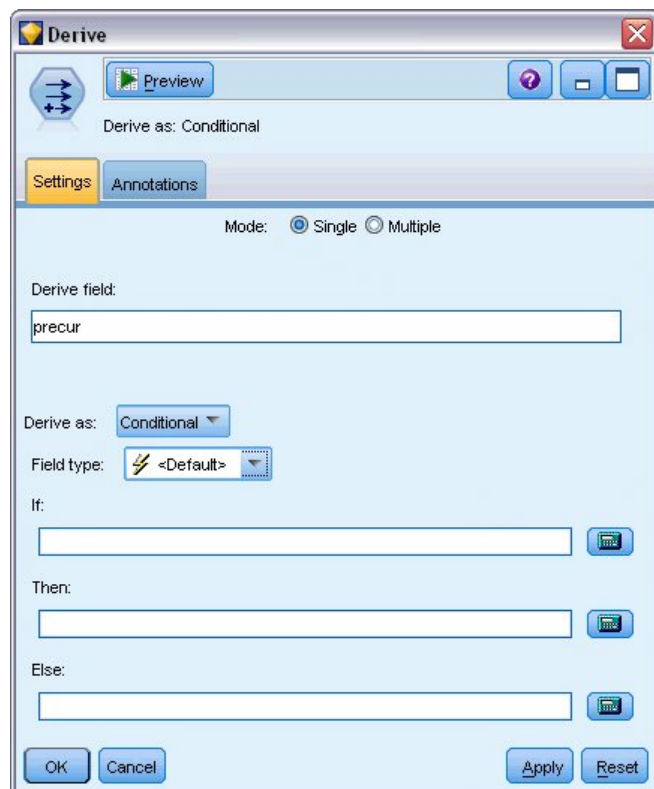 Derive
Preview
Derive as: Conditional
Settings Annotations
Mode: Single Multiple
Derive field:
precur
Derive as: Conditional
Field type: <Default>
If:
Then:
Else:
OK Cancel Apply Reset